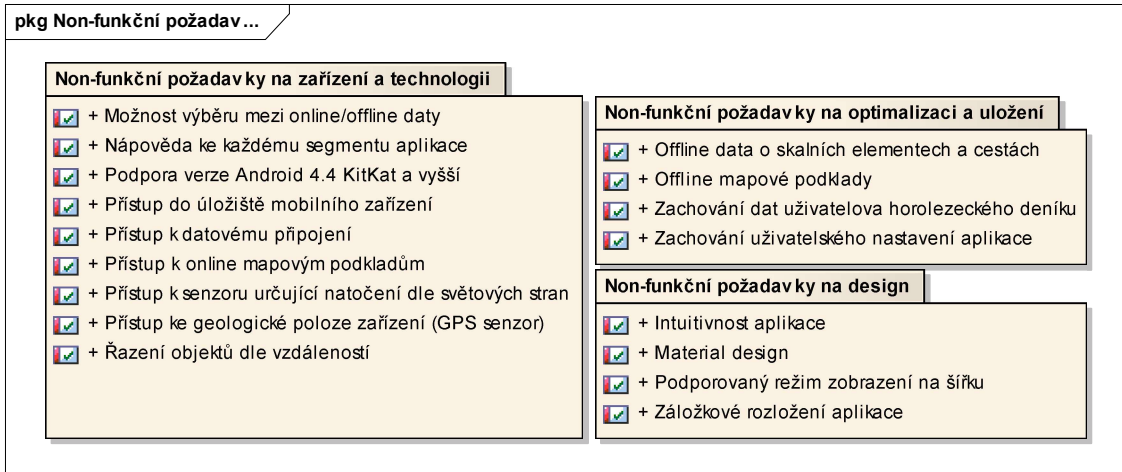 pkg Non-funkční požadav...
Non-funkční požadavky na zařízení a technologii
+ Možnost výběru mezi online/offline daty
+ Nápověda ke každému segmentu aplikace
+ Podpora verze Android 4.4 KitKat a vyšší
+ Přístup do úložiště mobilního zařízení
+ Přístup k datovému připojení
+ Přístup k online mapovým podkladům
+ Přístup k senzoru určující natočení dle světových stran
+ Přístup ke geologické poloze zařízení (GPS senzor)
+ Řazení objektů dle vzdáleností
Non-funkční požadavky na optimalizaci a uložení
+ Offline data o skalních elementech a cestách
+ Offline mapové podklady
+ Zachování dat uživatelova horolezeckého deníku
+ Zachování uživatelského nastavení aplikace
Non-funkční požadavky na design
+ Intuitivnost aplikace
+ Material design
+ Podporovaný režim zobrazení na šířku
+ Záložkové rozložení aplikace